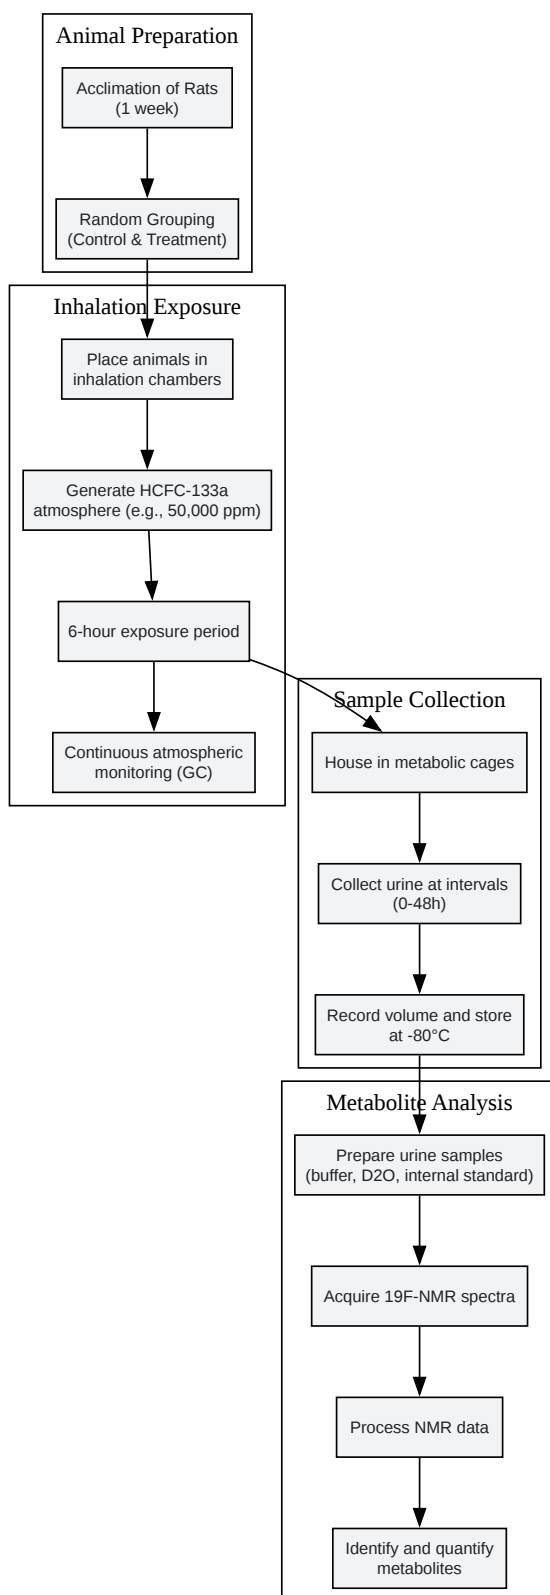 Animal Preparation
Acclimation of Rats
(1 week)
Random Grouping
(Control & Treatment)
Inhalation Exposure
Place animals in
inhalation chambers
Generate HCFC-133a
atmosphere (e.g., 50,000 ppm)
6-hour exposure period
Continuous atmospheric
monitoring (GC)
Sample Collection
House in metabolic cages
Collect urine at intervals
(0-48h)
Record volume and store
at -80°C
Metabolite Analysis
Prepare urine samples
(buffer, D2O, internal standard)
Acquire 19F-NMR spectra
Process NMR data
Identify and quantify
metabolites